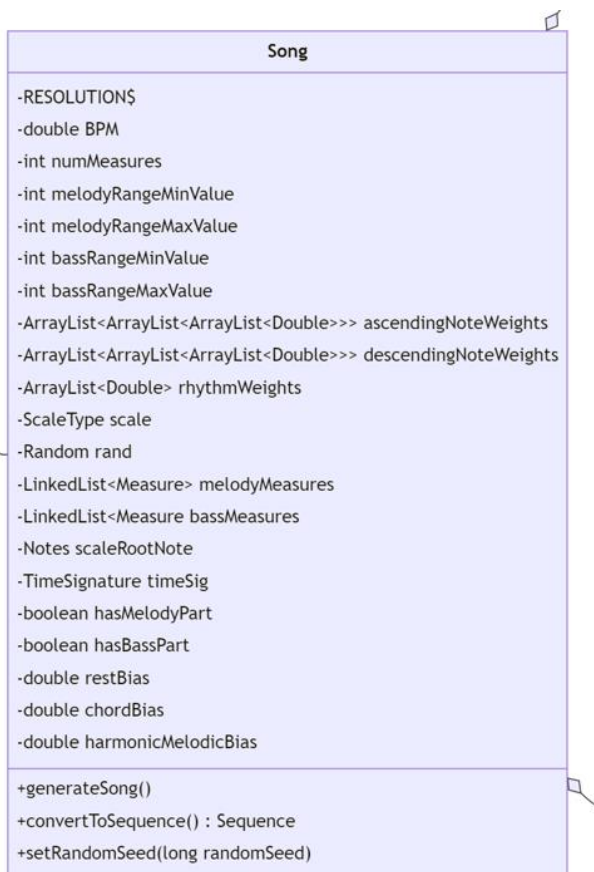 Song
-RESOLUTION$
-double BPM
-int numMeasures
-int melodyRangeMinValue
-int melodyRangeMaxValue
-int bassRangeMinValue
-int bassRangeMaxValue
-ArrayList<ArrayList<ArrayList<Double>>> ascendingNoteWeights
-ArrayList<ArrayList<ArrayList<Double>>> descendingNoteWeights
-ArrayList<Double> rhythmWeights
-ScaleType scale
-Random rand
-LinkedList<Measure> melodyMeasures
-LinkedList<Measure bassMeasures
-Notes scaleRootNote
-TimeSignature timeSig
-boolean hasMelodyPart
-boolean hasBassPart
-double restBias
-double chordBias
-double harmonicMelodicBias
+generateSong()
+convertToSequence() : Sequence
+setRandomSeed(long randomSeed)